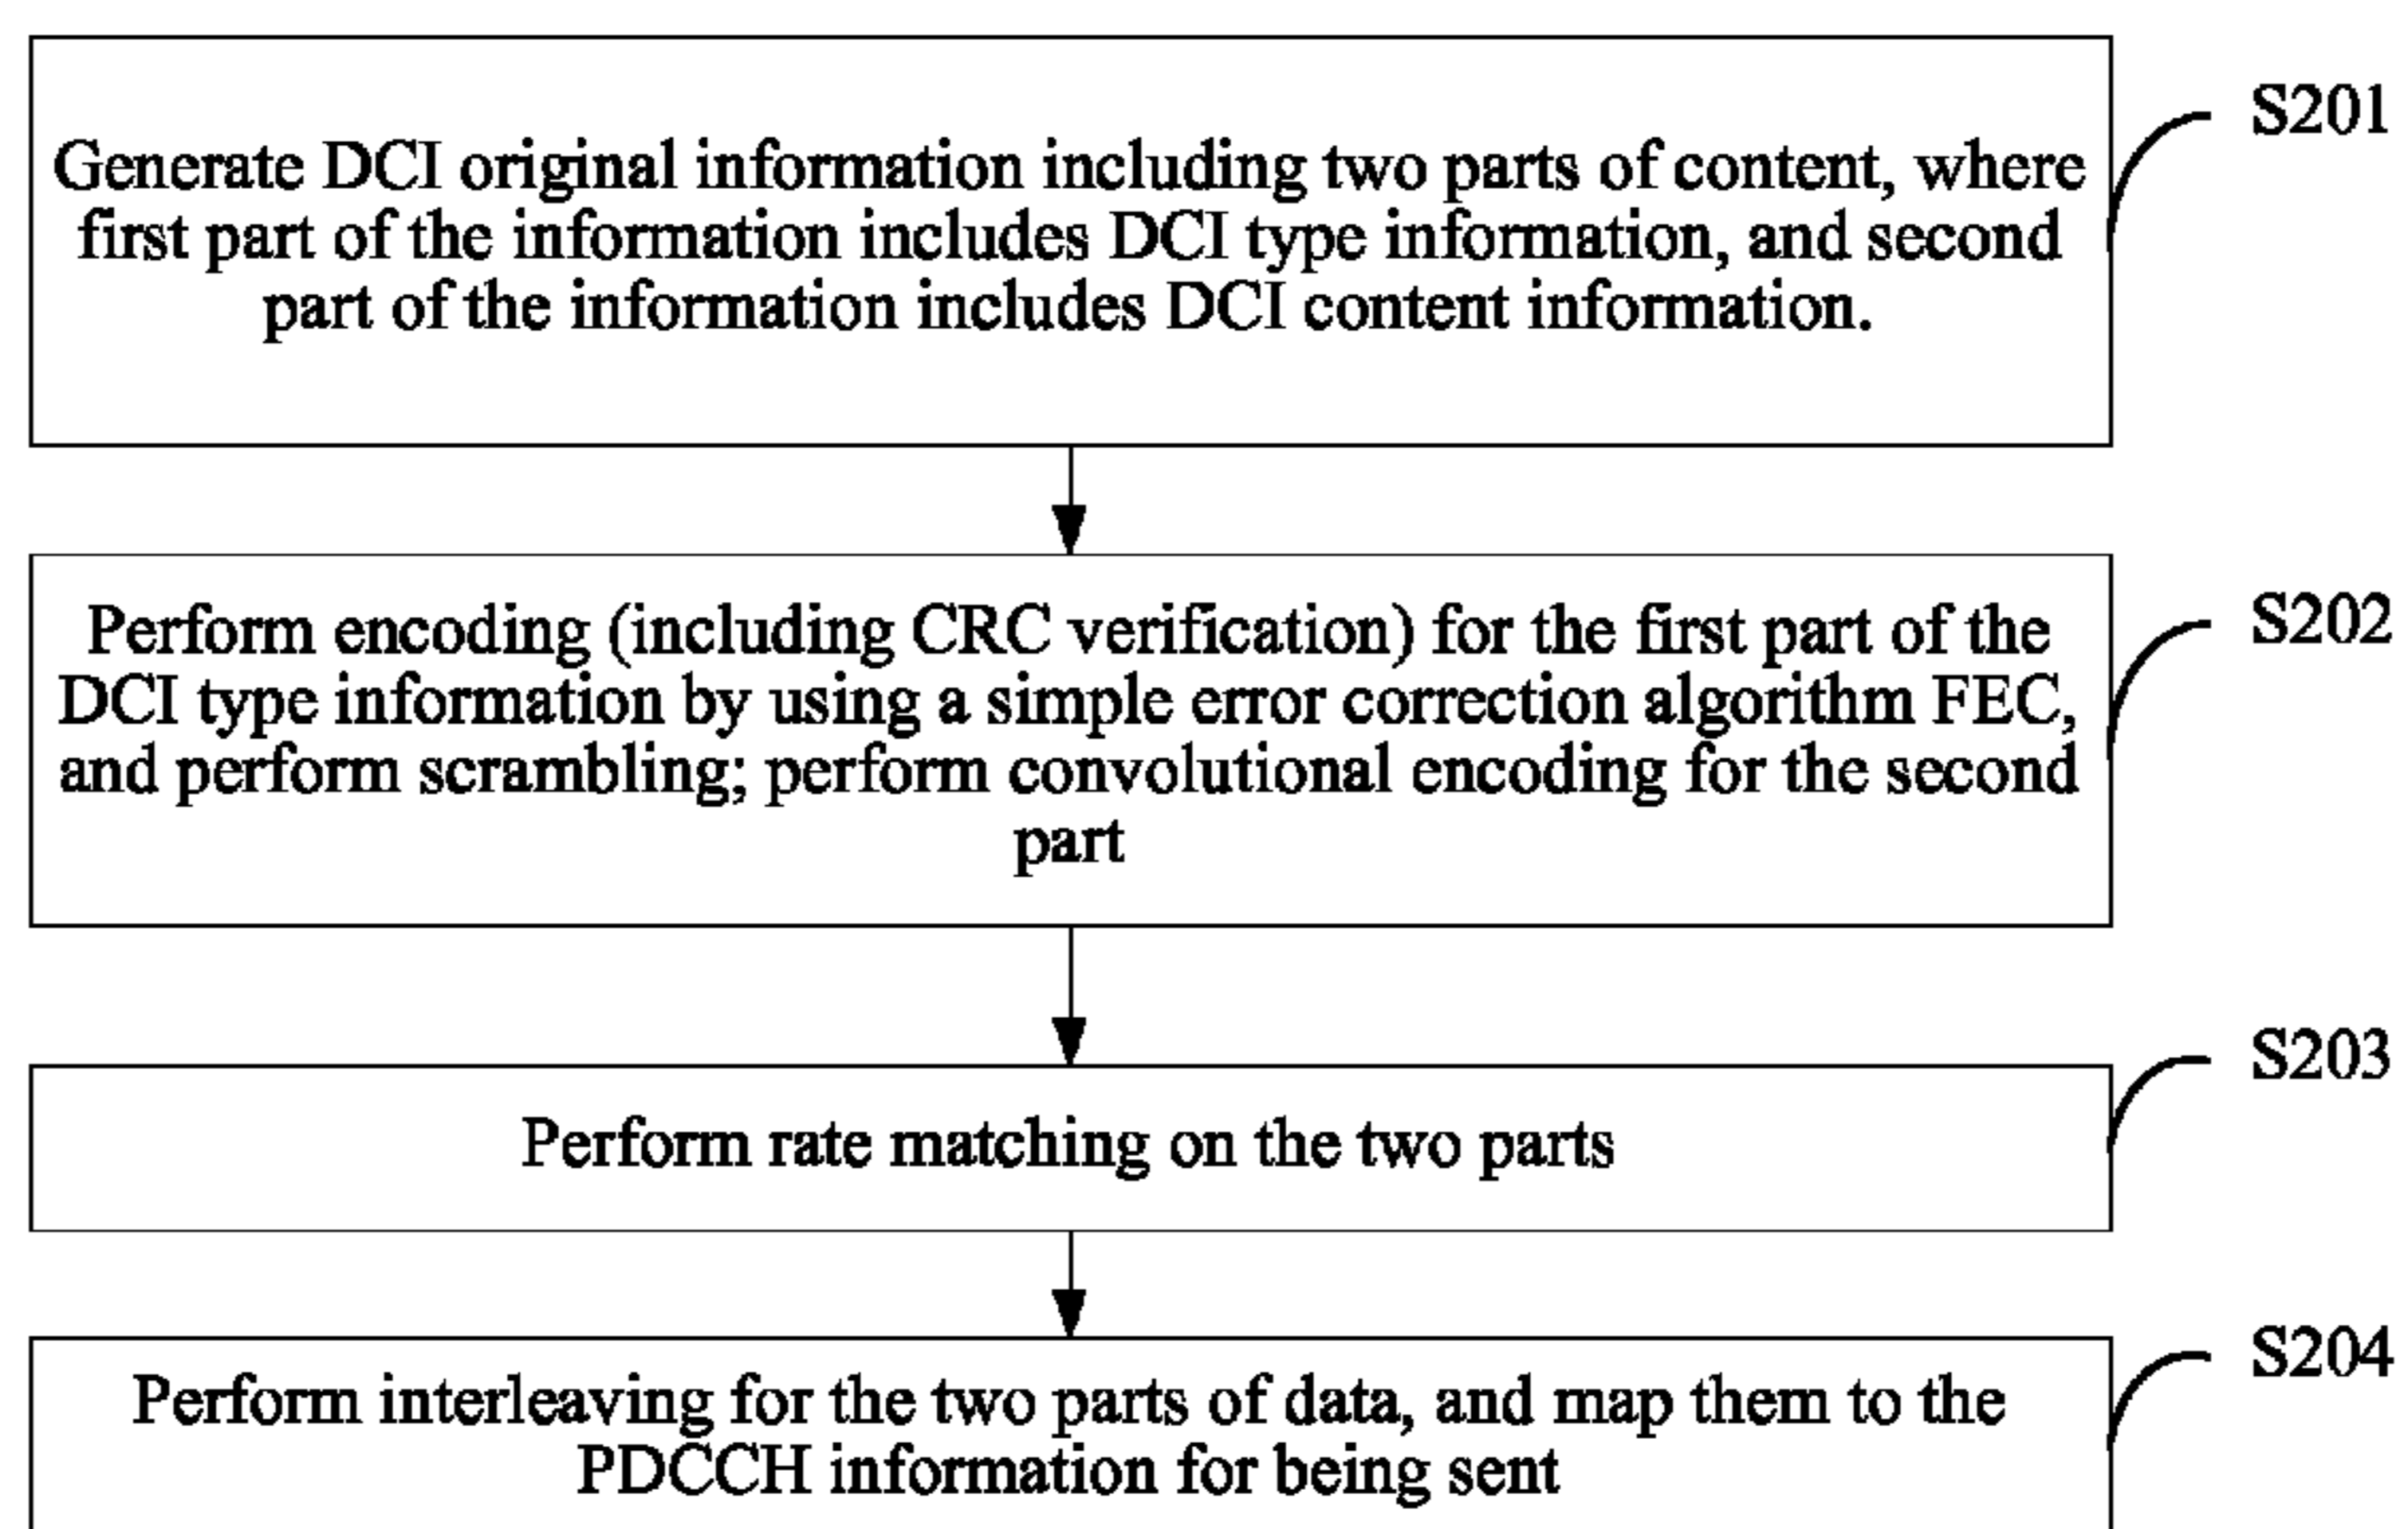 Generate DCI original information including two parts of content, where
first part of the information includes DCI type information, and second
part of the information includes DCI content information.
S201
Perform encoding (including CRC verification) for the first part of the
DCI type information by using a simple error correction algorithm FEC,
and perform scrambling; perform convolutional encoding for the second
part
S202
Perform rate matching on the two parts
S203
Perform interleaving for the two parts of data, and map them to the
PDCCH information for being sent
S204